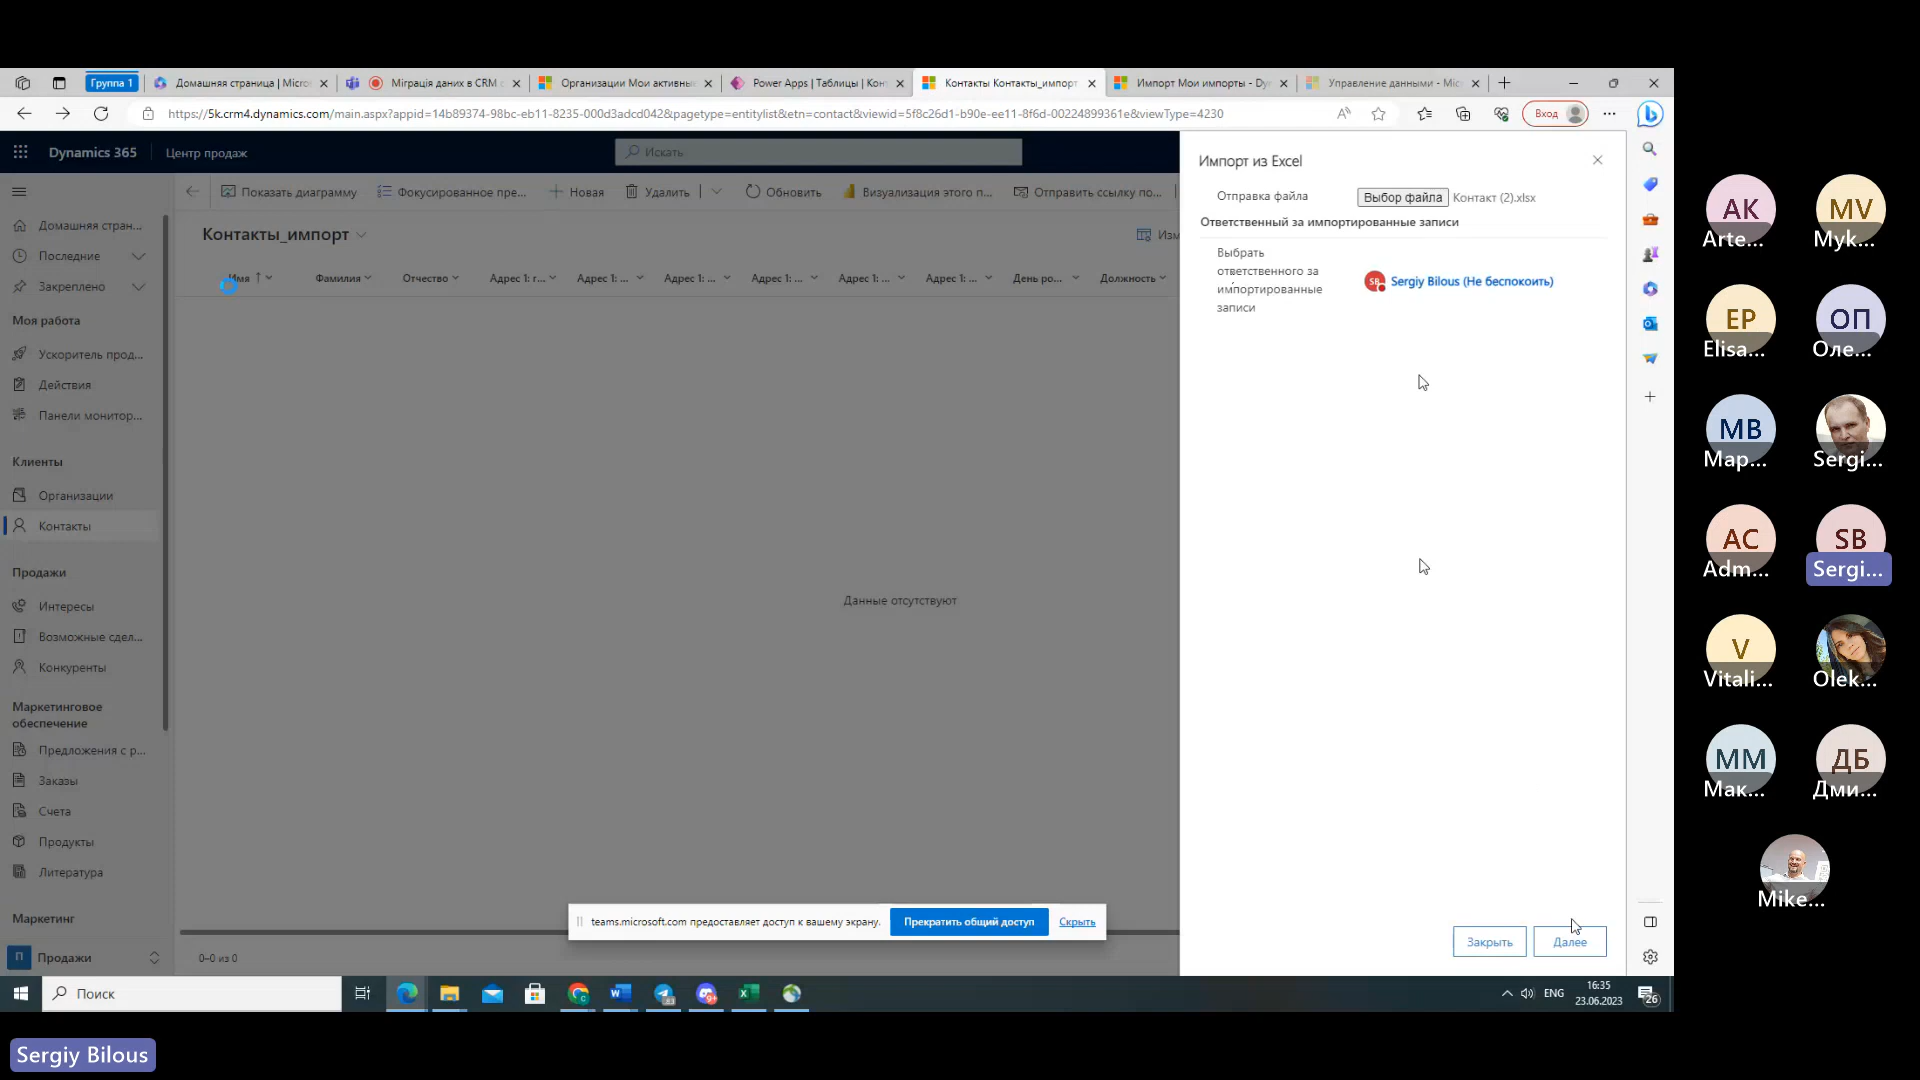 Группа 1
Домашняя страница | Micros
Міграція даних в CRM с
Организации Мои активны
Power Apps | Таблицы | Кон
Контакты Контакты_импорт
Импорт Мои импорты - Dy
Управление данными - Mic
https://5k.crm4.dynamics.com/main.aspx?appid=14b89374-98bc-eb11-8235-000d3adcd042&pagetype=entitylist&etn=contact&viewid=5f8c26d1-b90e-ee11-8f6d-00224899361e&viewType=4230
Вход
Dynamics 365
Центр продаж
Искать
Показать диаграмму
Фокусированное пре...
Новая
Удалить
Обновить
Визуализация этого п...
Отправить ссылку по...
Контакты_импорт
Изм
Имя
Фамилия
Отчество
Адрес 1: г...
Адрес 1: ...
Адрес 1: ...
Адрес 1: ...
Адрес 1: ...
Адрес 1: ...
День ро...
Должность
Домашняя стран...
Последние
Закреплено
Моя работа
Ускоритель прод...
Действия
Панели монитор...
Клиенты
Организации
Контакты
Продажи
Интересы
Возможные сдел...
Конкуренты
Маркетинговое
обеспечение
Предложения с р...
Заказы
Счета
Продукты
Литература
Маркетинг
П
Продажи
Данные отсутствуют
0–0 из 0
Импорт из Excel
Отправка файла
Выбор файла
Контакт (2).xlsx
Ответственный за импортированные записи
Выбрать
ответственного за
импортированные
записи
SB
Sergiy Bilous (Не беспокоить)
Закрыть
Далее
teams.microsoft.com предоставляет доступ к вашему экрану.
Прекратить общий доступ
Скрыть
Поиск
ENG
16:35
23.06.2023
26
AK
Arte...
MV
Myk...
EP
Elisa...
ОП
Оле...
МВ
Мар...
Sergi...
AC
Adm...
SB
Sergi...
V
Vitali...
Olek...
ММ
Мак...
ДБ
Дми...
Mike...
Sergiy Bilous